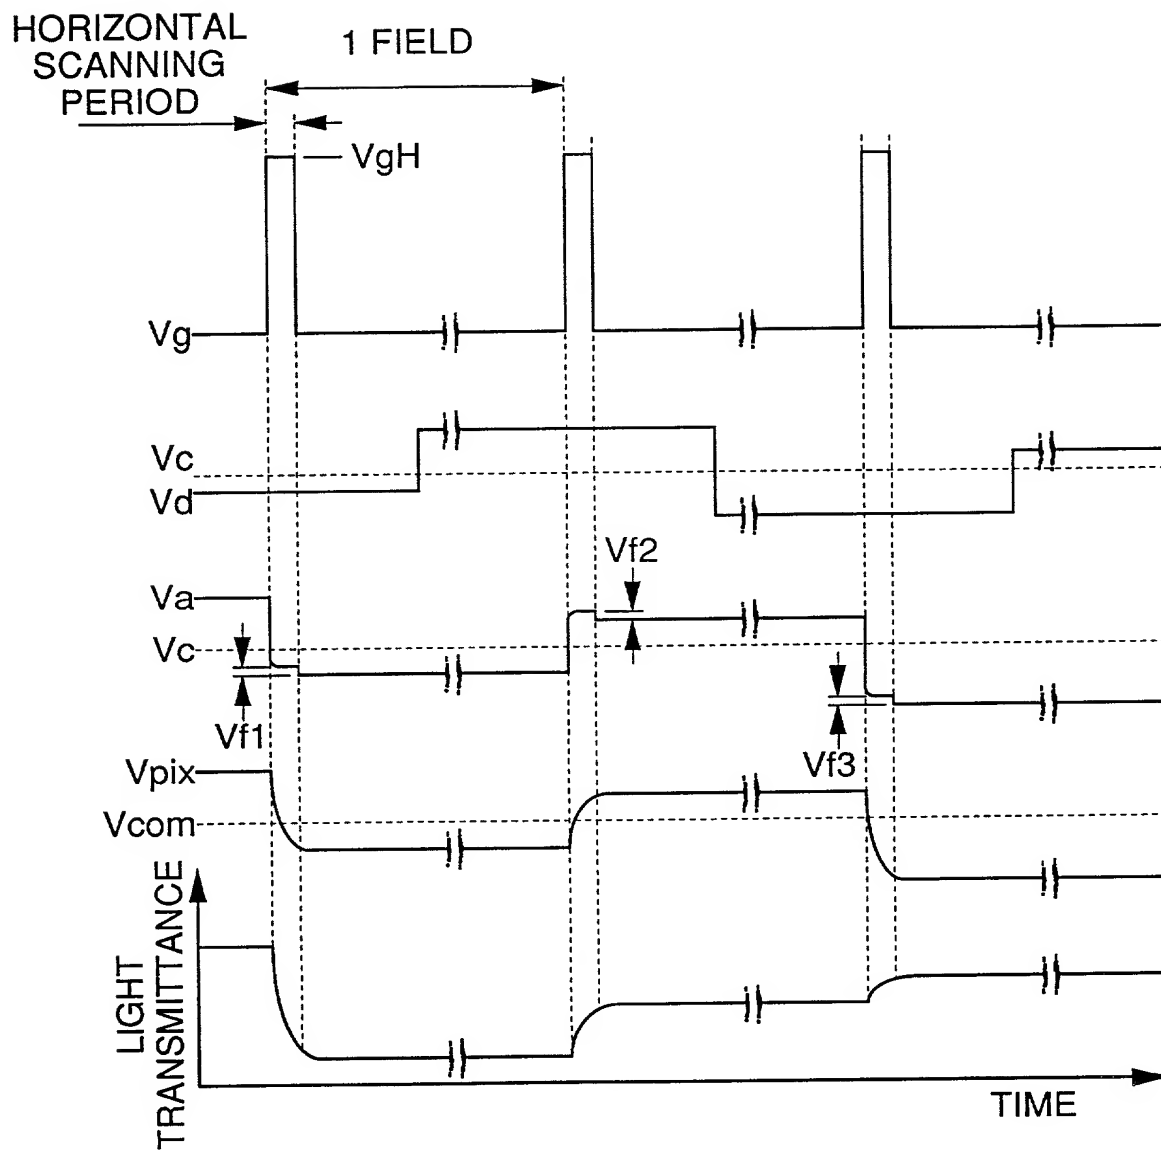 HORIZONTAL
SCANNING
PERIOD
1 FIELD
VgH
Vg
Vc
Vd
Vf2
Va
Vc
Vf1
Vf3
Vpix
Vcom
LIGHT
TRANSMITTANCE
TIME